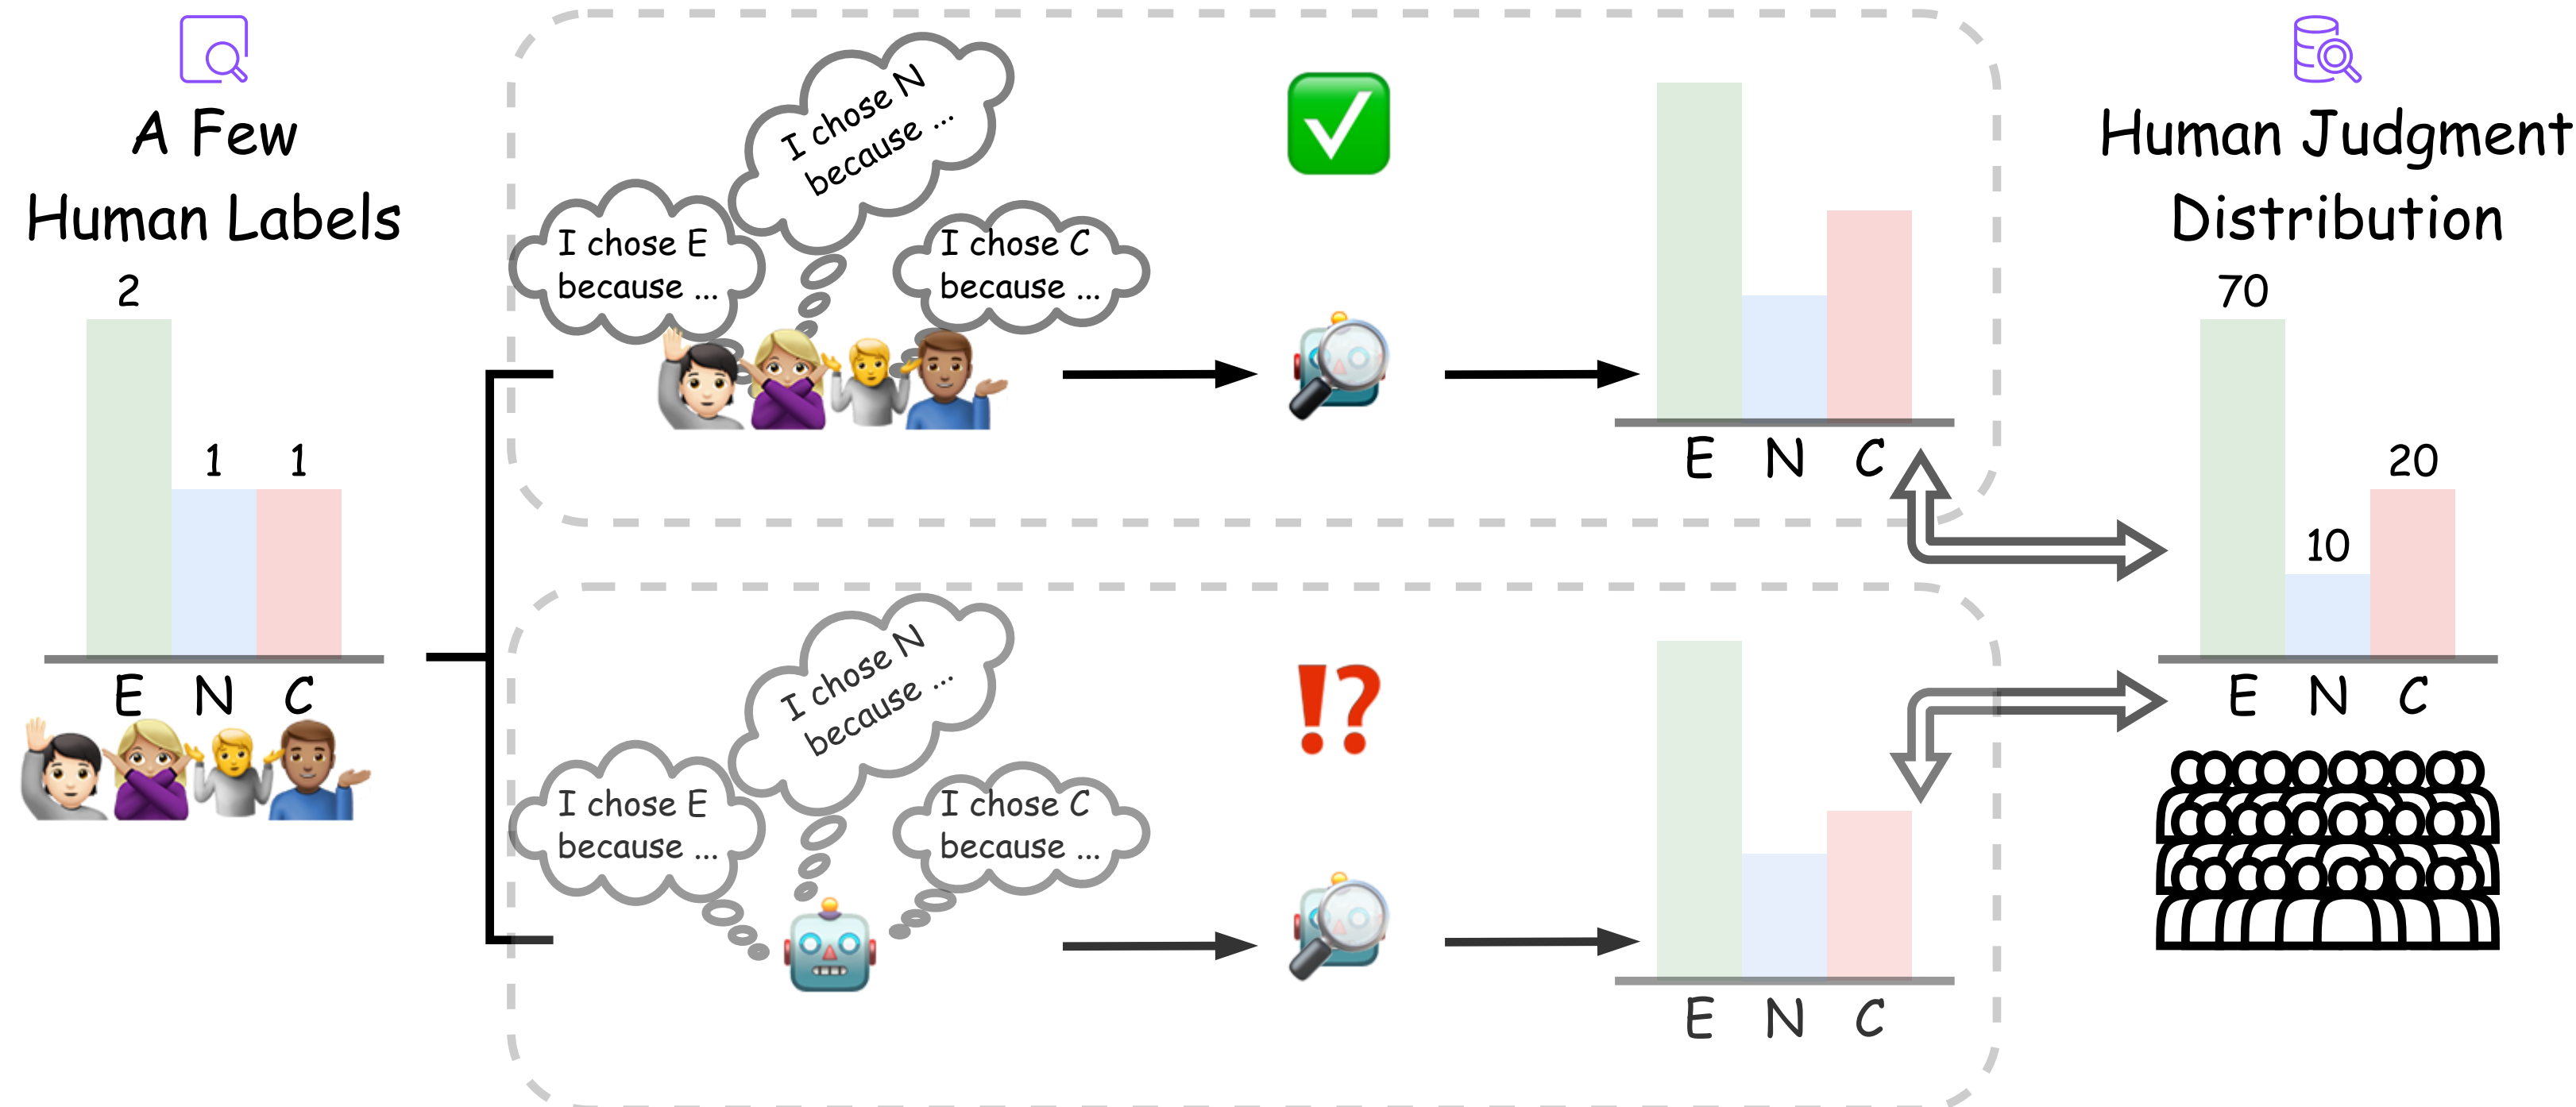 A Few
Human Labels
2
1 1
E N C
I chose N
because ...
I chose E
because ...
I chose C
because ...
E N C
I chose N
because ...
I chose E
because ...
I chose C
because ...
⁉
E N C
Human Judgment
Distribution
70
10
20
E N C